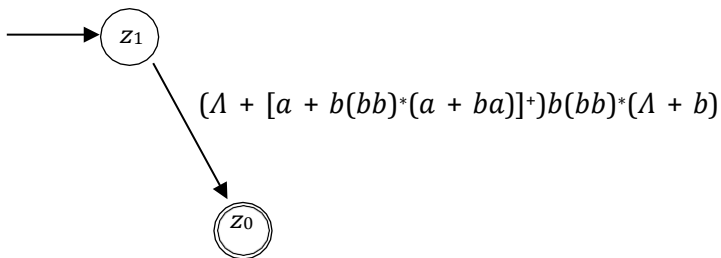 z1
(Λ + [a + b(bb)*(a + ba)]+)b(bb)*(Λ + b)
z0